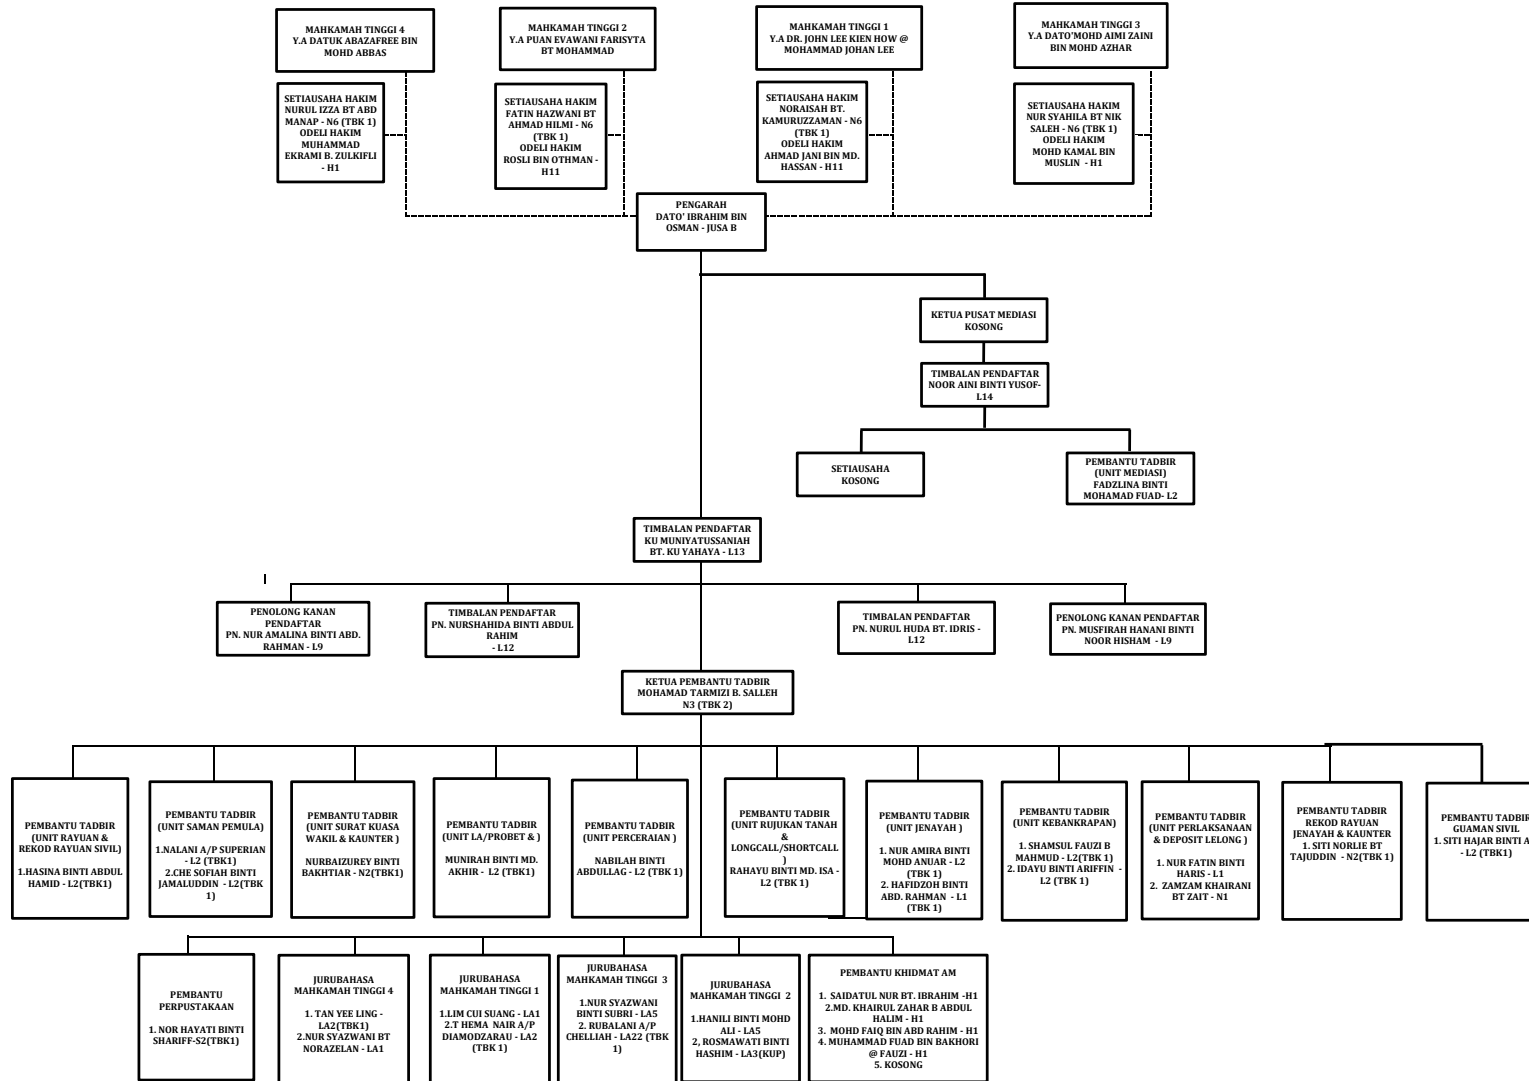 MAHKAMAH TINGGI 4
Y.A DATUK ABAZAFREE BIN
MOHD ABBAS
MAHKAMAH TINGGI 2
Y.A PUAN EVAWANI FARISYTA
BT MOHAMMAD
MAHKAMAH TINGGI 1
Y.A DR. JOHN LEE KIEN HOW @
MOHAMMAD JOHAN LEE
MAHKAMAH TINGGI 3
Y.A DATO'MOHD AIMI ZAINI
BIN MOHD AZHAR
SETIAUSAHA HAKIM
NURUL IZZA BT ABD
MANAP - N6 (TBK 1)
ODELI HAKIM
MUHAMMAD
EKRAMI B. ZULKIFLI
- H1
SETIAUSAHA HAKIM
FATIN HAZWANI BT
AHMAD HILMI - N6
(TBK 1)
ODELI HAKIM
ROSLI BIN OTHMAN -
H11
SETIAUSAHA HAKIM
NORAISAH BT.
KAMURUZZAMAN - N6
(TBK 1)
ODELI HAKIM
AHMAD JANI BIN MD.
HASSAN - H11
SETIAUSAHA HAKIM
NUR SYAHILA BT NIK
SALEH - N6 (TBK 1)
ODELI HAKIM
MOHD KAMAL BIN
MUSLIN - H1
PENGARAH
DATO' IBRAHIM BIN
OSMAN - JUSA B
KETUA PUSAT MEDIASI
KOSONG
TIMBALAN PENDAFTAR
NOOR AINI BINTI YUSOF-
L14
SETIAUSAHA
KOSONG
PEMBANTU TADBIR
(UNIT MEDIASI)
FADZLINA BINTI
MOHAMAD FUAD- L2
TIMBALAN PENDAFTAR
KU MUNIYATUSSANIAH
BT. KU YAHAYA - L13
PENOLONG KANAN
PENDAFTAR
PN. NUR AMALINA BINTI ABD.
RAHMAN - L9
TIMBALAN PENDAFTAR
PN. NURSHAHIDA BINTI ABDUL
RAHIM
- L12
TIMBALAN PENDAFTAR
PN. NURUL HUDA BT. IDRIS -
L12
PENOLONG KANAN PENDAFTAR
PN. MUSFIRAH HANANI BINTI
NOOR HISHAM - L9
KETUA PEMBANTU TADBIR
MOHAMAD TARMIZI B. SALLEH
N3 (TBK 2)
PEMBANTU TADBIR
(UNIT RAYUAN &
REKOD RAYUAN SIVIL)
1.HASINA BINTI ABDUL
HAMID - L2(TBK1)
PEMBANTU TADBIR
(UNIT SAMAN PEMULA)
1.NALANI A/P SUPERIAN
- L2 (TBK1)
2.CHE SOFIAH BINTI
JAMALUDDIN - L2(TBK
1)
PEMBANTU TADBIR
(UNIT SURAT KUASA
WAKIL & KAUNTER )
NURBAIZUREY BINTI
BAKHTIAR - N2(TBK1)
PEMBANTU TADBIR
(UNIT LA/PROBET & )
MUNIRAH BINTI MD.
AKHIR - L2 (TBK1)
PEMBANTU TADBIR
(UNIT PERCERAIAN )
NABILAH BINTI
ABDULLAG - L2 (TBK 1)
PEMBANTU TADBIR
(UNIT RUJUKAN TANAH
&
LONGCALL/SHORTCALL
)
RAHAYU BINTI MD. ISA -
L2 (TBK 1)
PEMBANTU TADBIR
(UNIT JENAYAH )
1. NUR AMIRA BINTI
MOHD ANUAR - L2
(TBK 1)
2. HAFIDZOH BINTI
ABD. RAHMAN - L1
(TBK 1)
PEMBANTU TADBIR
(UNIT KEBANKRAPAN)
1. SHAMSUL FAUZI B
MAHMUD - L2(TBK 1)
2. IDAYU BINTI ARIFFIN -
L2 (TBK 1)
PEMBANTU TADBIR
(UNIT PERLAKSANAAN
& DEPOSIT LELONG )
1. NUR FATIN BINTI
HARIS - L1
2. ZAMZAM KHAIRANI
BT ZAIT - N1
PEMBANTU TADBIR
REKOD RAYUAN
JENAYAH & KAUNTER
1. SITI NORLIE BT
TAJUDDIN - N2(TBK 1)
PEMBANTU TADBIR
GUAMAN SIVIL
1. SITI HAJAR BINTI
- L2 (TBK1)
PEMBANTU
PERPUSTAKAAN
1. NOR HAYATI BINTI
SHARIFF-S2(TBK1)
JURUBAHASA
MAHKAMAH TINGGI 4
1. TAN YEE LING -
LA2(TBK1)
2.NUR SYAZWANI BT
NORAZELAN - LA1
JURUBAHASA
MAHKAMAH TINGGI 1
1.LIM CUI SUANG - LA1
2.T HEMA NAIR A/P
DIAMODZARAU - LA2
(TBK 1)
JURUBAHASA
MAHKAMAH TINGGI 3
1.NUR SYAZWANI
BINTI SUBRI - LA5
2. RUBALANI A/P
CHELLIAH - LA22 (TBK
1)
JURUBAHASA
MAHKAMAH TINGGI 2
1.HANILI BINTI MOHD
ALI - LA5
2, ROSMAWATI BINTI
HASHIM - LA3(KUP)
PEMBANTU KHIDMAT AM
1. SAIDATUL NUR BT. IBRAHIM -H1
2.MD. KHAIRUL ZAHAR B ABDUL
HALIM - H1
3. MOHD FAIQ BIN ABD RAHIM - H1
4. MUHAMMAD FUAD BIN BAKHORI
@ FAUZI - H1
5. KOSONG